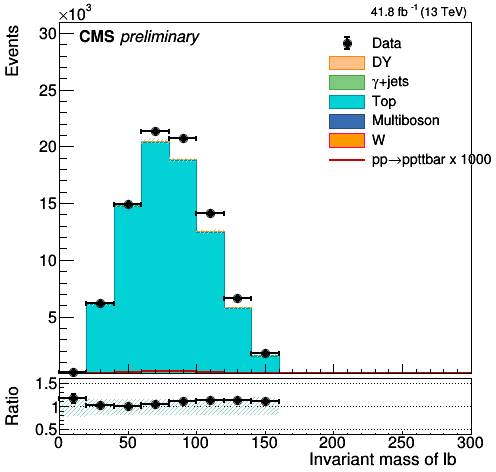 ×10³
41.8 fb⁻¹ (13 TeV)
CMS preliminary
Events
30
25
20
15
10
5
Data
DY
γ+jets
Top
Multiboson
W
pp→ppttbar x 1000
Ratio
1.5
1
0.5
0 50 100 150 200 250 300
Invariant mass of lb